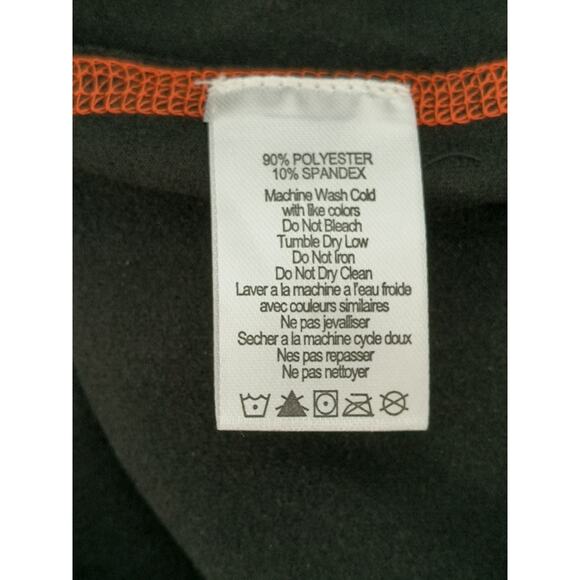 90% POLYESTER
10% SPANDEX
Machine Wash Cold
with like colors
Do Not Bleach
Tumble Dry Low
Do Not Iron
Do Not Dry Clean
Laver a la machine a l'eau froide
avec couleurs similaires
Ne pas jevalliser
Secher a la machine cycle doux
Nes pas repasser
Ne pas nettoyer